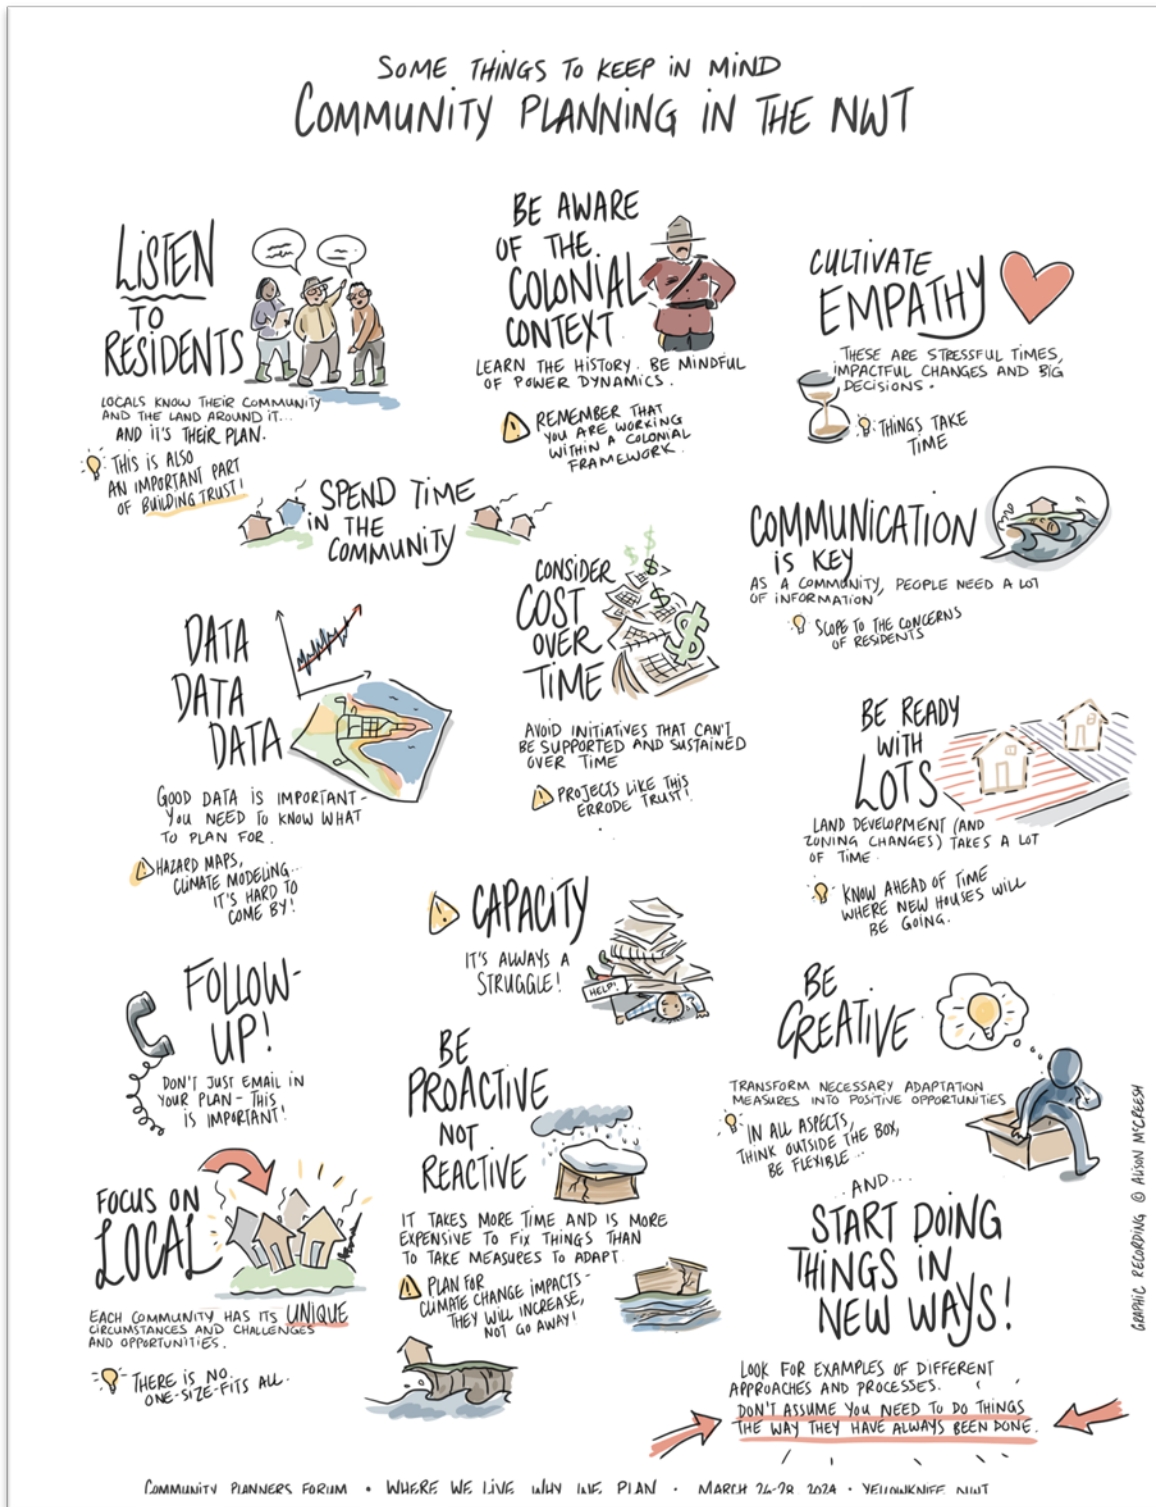 SOME THINGS TO KEEP IN MIND
COMMUNITY PLANNING IN THE NWT
LISTEN
TO
RESIDENTS
LOCALS KNOW THEIR COMMUNITY
AND THE LAND AROUND IT...
AND IT'S THEIR PLAN.
THIS IS ALSO
AN IMPORTANT PART
OF BUILDING TRUST!
BE AWARE
OF THE
COLONIAL
CONTEXT
LEARN THE HISTORY. BE MINDFUL
OF POWER DYNAMICS.
REMEMBER THAT
YOU ARE WORKING
WITHIN A COLONIAL
FRAMEWORK.
CULTIVATE
EMPATHY
THESE ARE STRESSFUL TIMES,
IMPACTFUL CHANGES AND BIG
DECISIONS.
THINGS TAKE
TIME
SPEND TIME
IN THE
COMMUNITY
COMMUNICATION
IS KEY
AS A COMMUNITY, PEOPLE NEED A LOT
OF INFORMATION
SCOPE TO THE CONCERNS
OF RESIDENTS
DATA
DATA
DATA
GOOD DATA IS IMPORTANT-
YOU NEED TO KNOW WHAT
TO PLAN FOR.
HAZARD MAPS,
CLIMATE MODELING...
IT'S HARD TO
COME BY!
CONSIDER
COST
OVER
TIME
AVOID INITIATIVES THAT CAN'T
BE SUPPORTED AND SUSTAINED
OVER TIME
PROJECTS LIKE THIS
ERRODE TRUST!
BE READY
WITH
LOTS
LAND DEVELOPMENT (AND
ZONING CHANGES) TAKES A LOT
OF TIME.
KNOW AHEAD OF TIME
WHERE NEW HOUSES WILL
BE GOING.
CAPACITY
IT'S ALWAYS A
STRUGGLE!
HELP!
FOLLOW-
UP!
DON'T JUST EMAIL IN
YOUR PLAN - THIS
IS IMPORTANT!
BE
PROACTIVE
NOT
REACTIVE
IT TAKES MORE TIME AND IS MORE
EXPENSIVE TO FIX THINGS THAN
TO TAKE MEASURES TO ADAPT.
PLAN FOR
CLIMATE CHANGE IMPACTS-
THEY WILL INCREASE,
NOT GO AWAY!
BE
CREATIVE
TRANSFORM NECESSARY ADAPTATION
MEASURES INTO POSITIVE OPPORTUNITIES
IN ALL ASPECTS,
THINK OUTSIDE THE BOX,
BE FLEXIBLE...
...AND...
START DOING
THINGS IN
NEW WAYS!
LOOK FOR EXAMPLES OF DIFFERENT
APPROACHES AND PROCESSES.
DON'T ASSUME YOU NEED TO DO THINGS
THE WAY THEY HAVE ALWAYS BEEN DONE.
FOCUS ON
LOCAL
EACH COMMUNITY HAS ITS UNIQUE
CIRCUMSTANCES AND CHALLENGES
AND OPPORTUNITIES.
THERE IS NO
ONE-SIZE-FITS ALL.
GRAPHIC RECORDING © ALISON McCREESH
COMMUNITY PLANNERS FORUM • WHERE WE LIVE WHY WE PLAN • MARCH 26-28 2024 • YELLOWKNIFE NWT